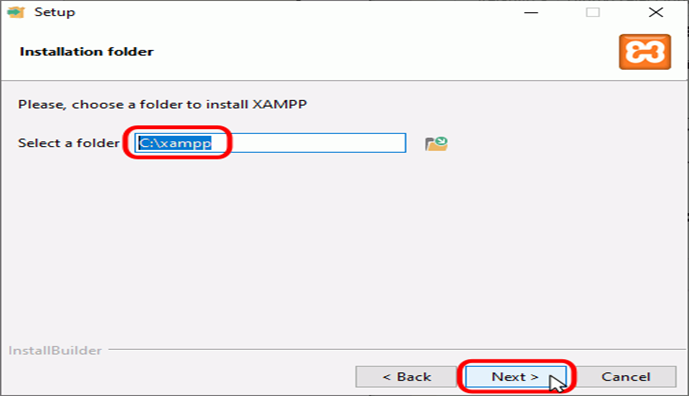 Setup
Installation folder
Please, choose a folder to install XAMPP
Select a folder C:\xampp
InstallBuilder
< Back Next > Cancel